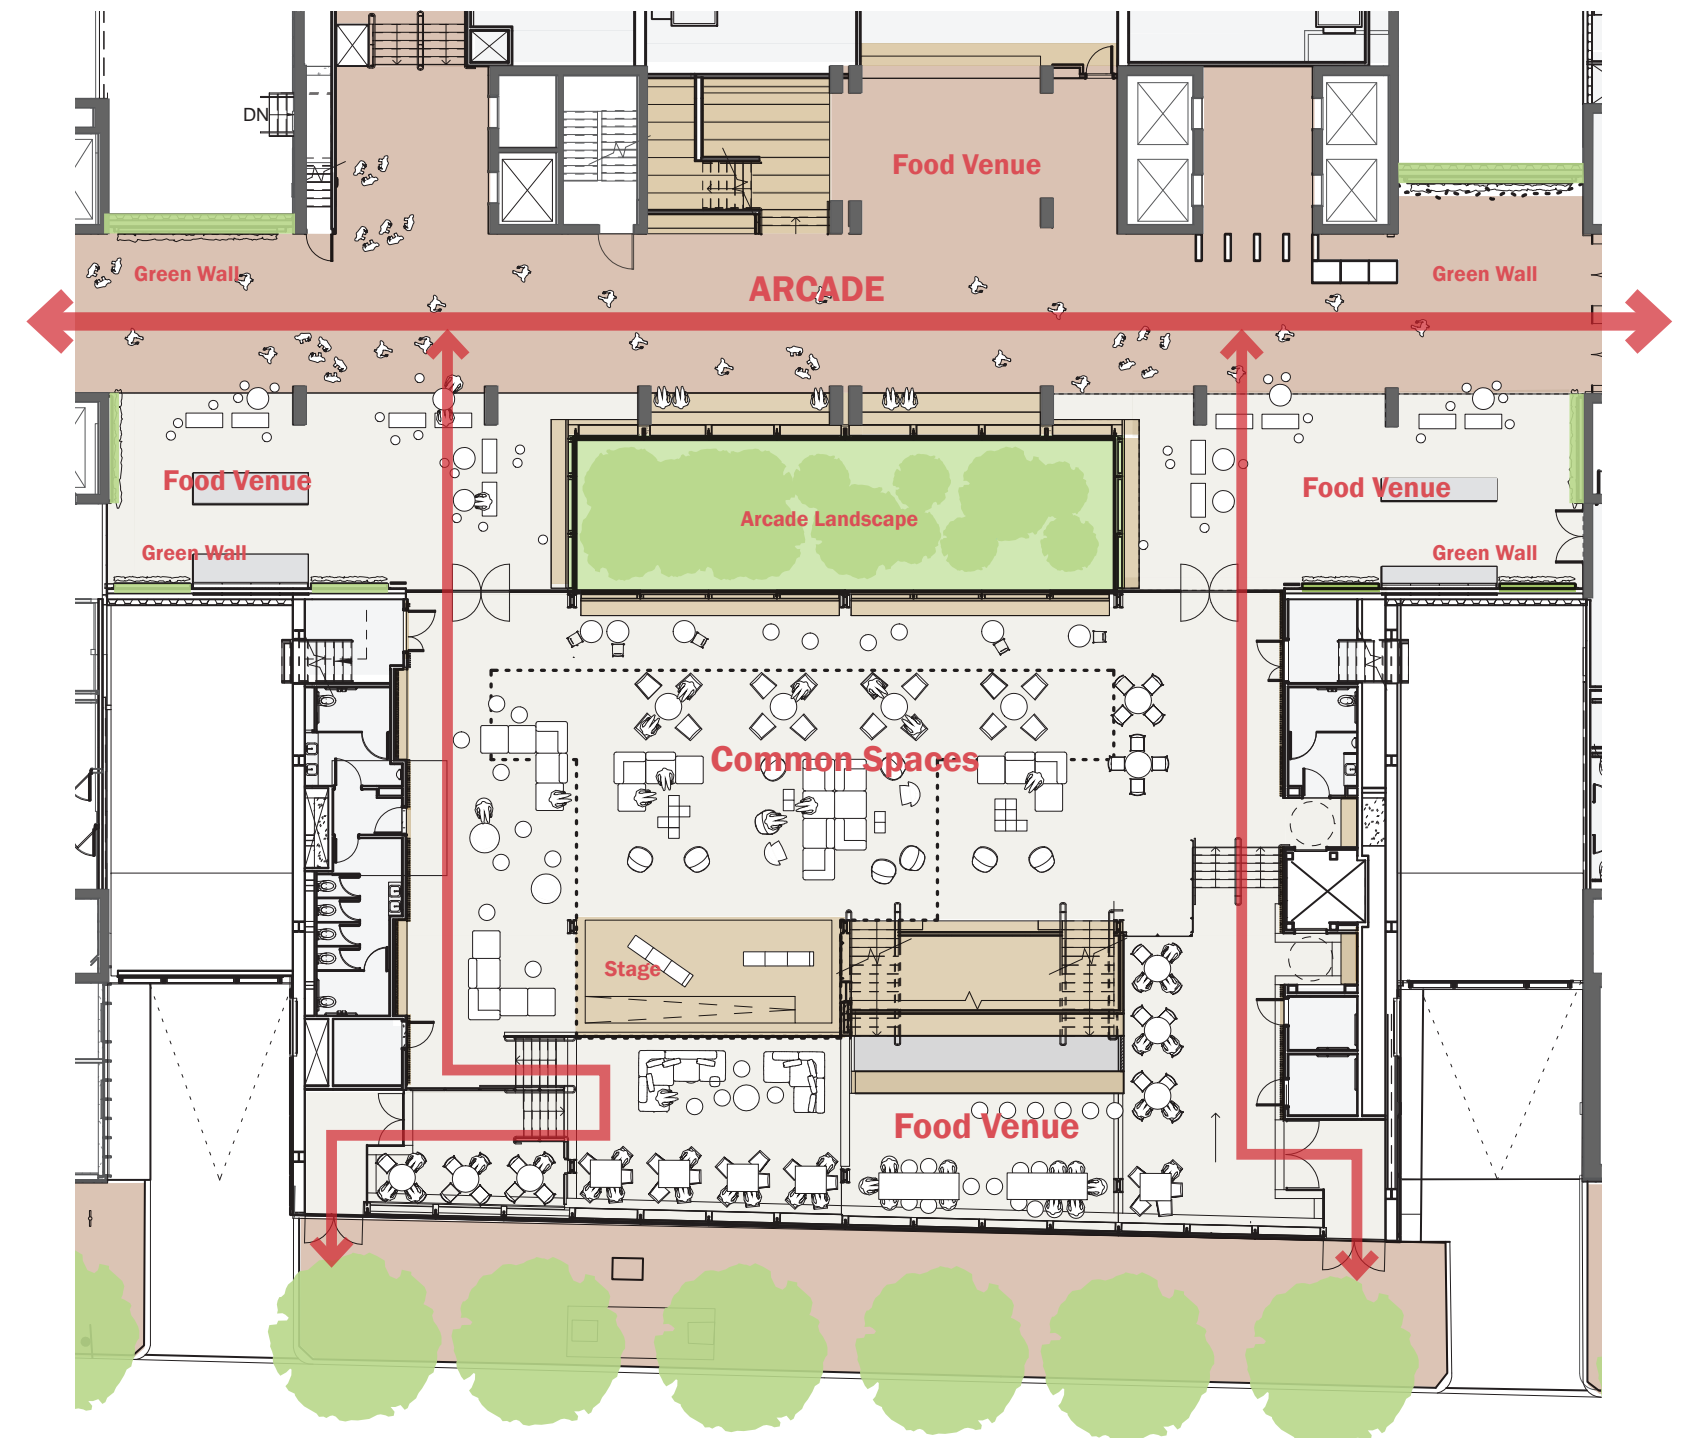 DN
Food Venue
Green Wall
ARCADE
Green Wall
Food Venue
Food Venue
Arcade Landscape
Green Wall
Green Wall
Common Spaces
Stage
Food Venue